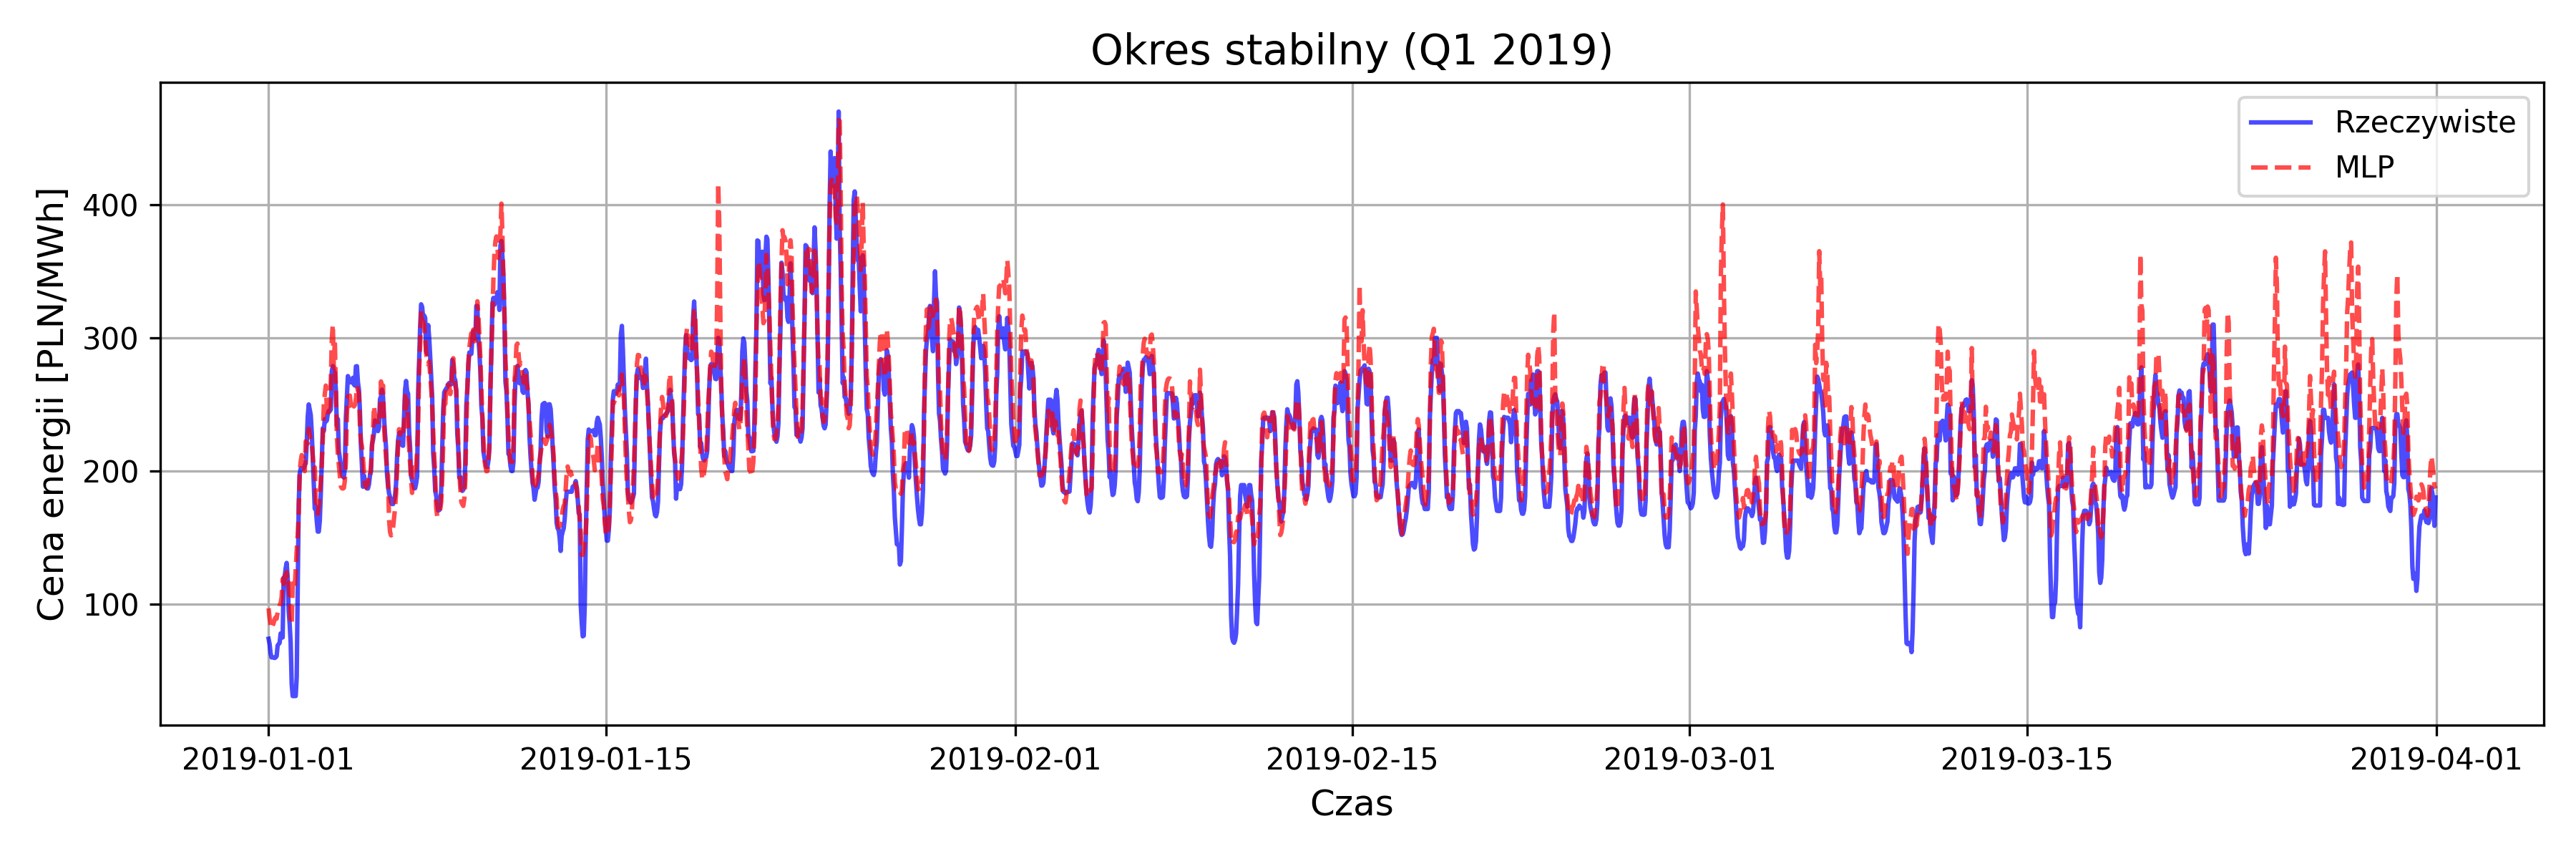 Okres stabilny (Q1 2019)
Rzeczywiste
MLP
Cena energii [PLN/MWh]
400
300
200
100
2019-01-01
2019-01-15
2019-02-01
2019-02-15
2019-03-01
2019-03-15
2019-04-01
Czas